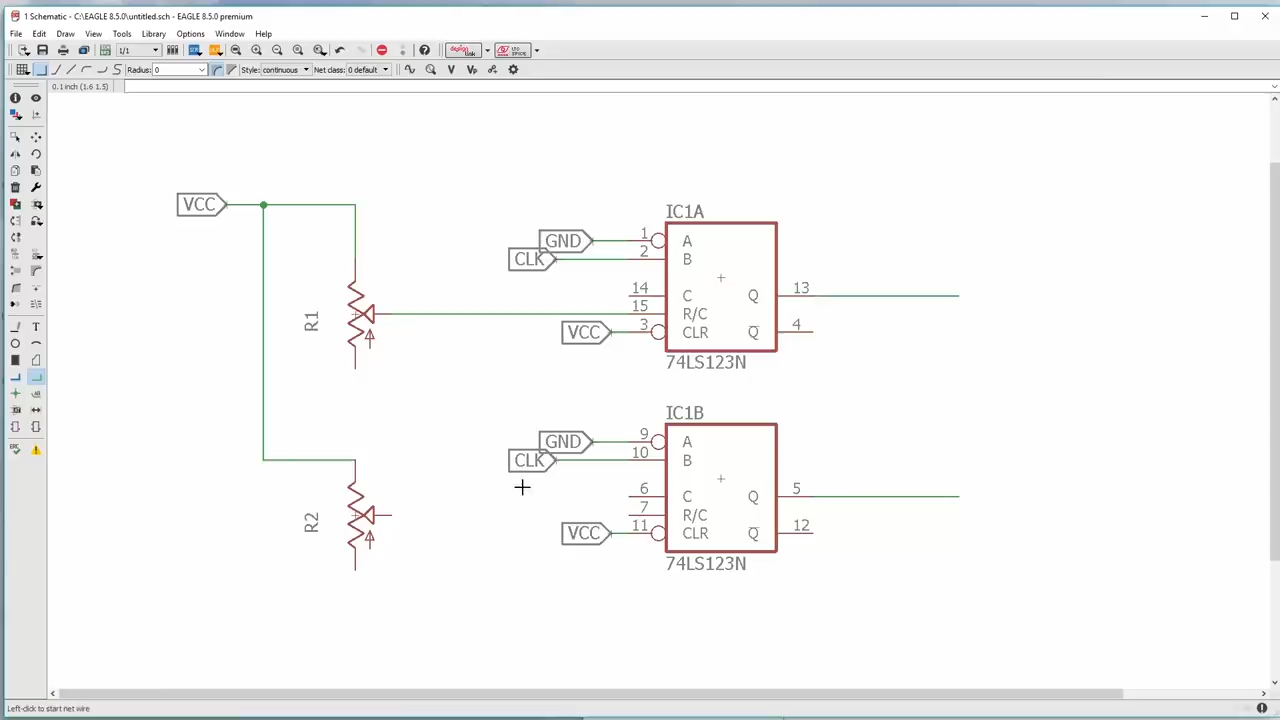 1 Schematic - C:\EAGLE 8.5.0\untitled.sch - EAGLE 8.5.0 premium
File Edit Draw View Tools Library Options Window Help
1/1 design link
Radius: 0 Style: continuous Net class: 0 default
0.1 inch (1.6 1.5)
VCC
IC1A
GND 1 A
CLK 2 B
14 C Q 13
R1 15 R/C
VCC 3 CLR Q 4
74LS123N
IC1B
GND 9 A
CLK 10 B
6 C Q 5
R2 7 R/C
VCC 11 CLR Q 12
74LS123N
Left-click to start net wire